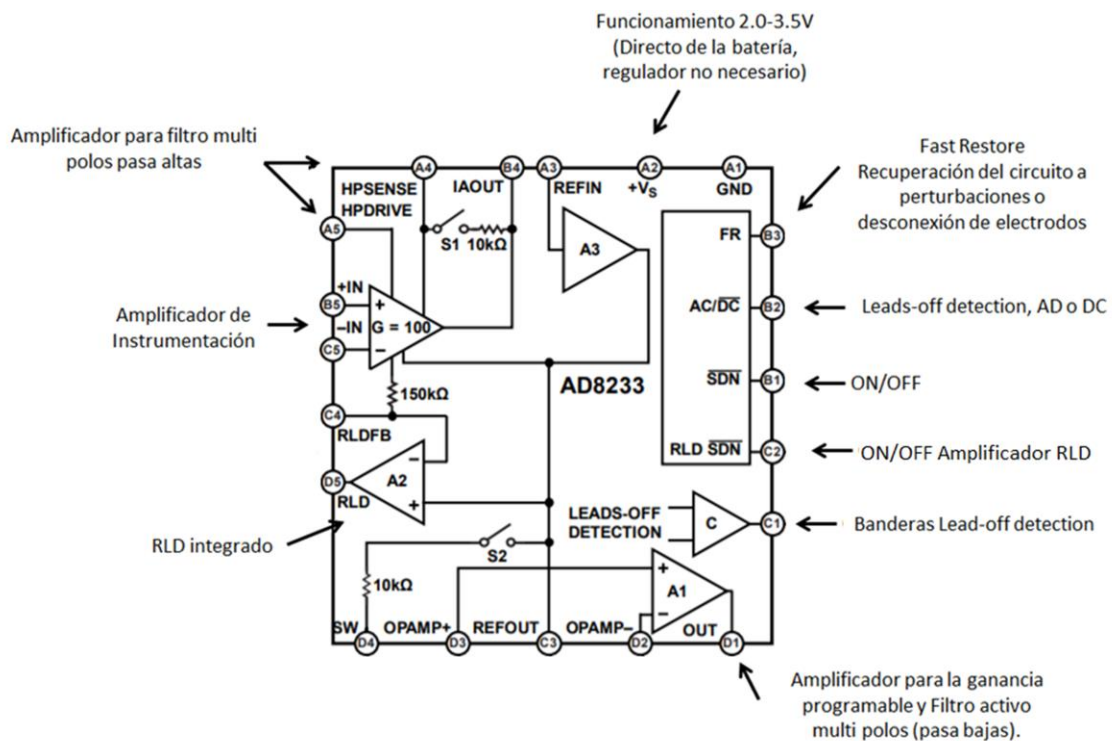 Funcionamiento 2.0-3.5V
(Directo de la batería,
regulador no necesario)
Amplificador para filtro multi
polos pasa altas
Fast Restore
Recuperación del circuito a
perturbaciones o
desconexión de electrodos
A4
B4
A3
A2
A1
HPSENSE
IAOUT
REFIN
+VS
GND
HPDRIVE
A5
S1
10kΩ
A3
FR
B3
+IN
B5
+
AC/DC
B2
Leads-off detection, AD o DC
Amplificador de
Instrumentación
–IN
G = 100
C5
–
AD8233
SDN
B1
ON/OFF
150kΩ
C4
RLDFB
RLD SDN
C2
ON/OFF Amplificador RLD
–
A2
D5
RLD
+
LEADS-OFF
DETECTION
C
C1
Banderas Lead-off detection
RLD integrado
S2
10kΩ
+
A1
–
SW
OPAMP+
REFOUT
OPAMP–
OUT
D4
D3
C3
D2
D1
Amplificador para la ganancia
programable y Filtro activo
multi polos (pasa bajas).